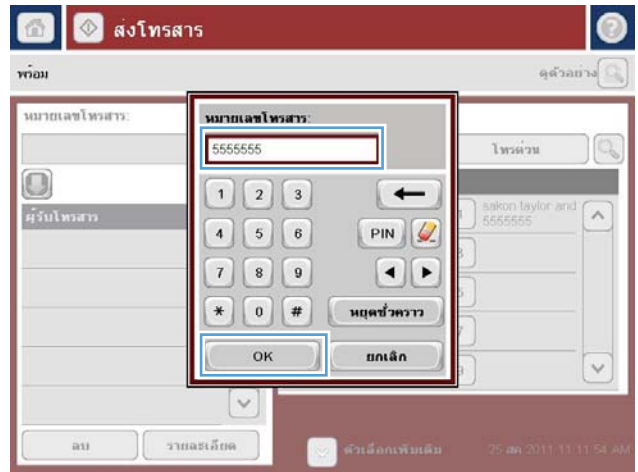 ส่งโทรสาร
พร้อม
ดูตัวอย่าง
หมายเลขโทรสาร:
โทรด่วน
ผู้รับโทรสาร
1 sakon taylor and
5555555
3
5
7
9
ลบ
รายละเอียด
ตัวเลือกเพิ่มเติม
25 สค 2011 11:11:54 AM
หมายเลขโทรสาร:
5555555
1 2 3
4 5 6 PIN
7 8 9
* 0 # หยุดชั่วคราว
OK ยกเลิก